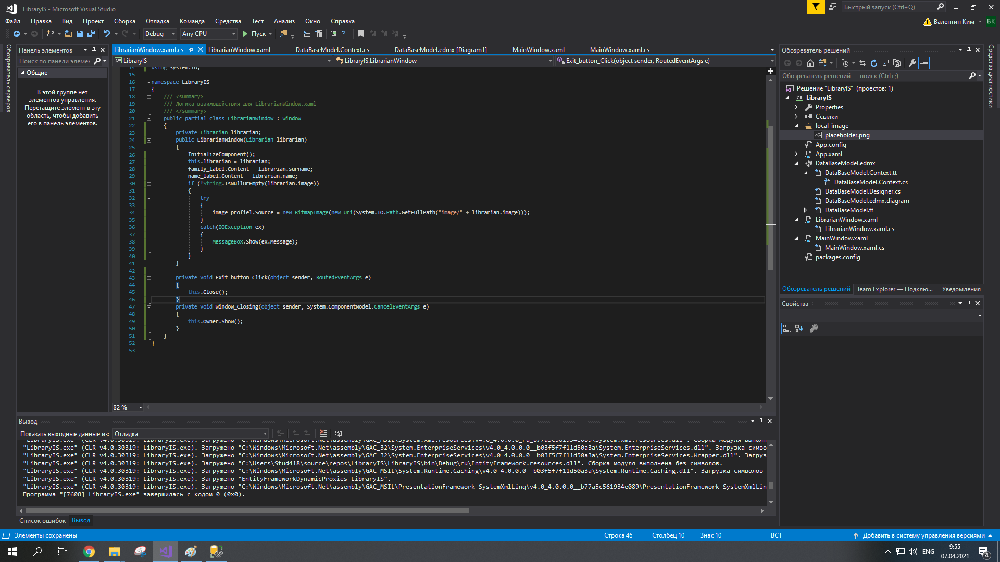 LibraryIS - Microsoft Visual Studio
Быстрый запуск (Ctrl+Q)
Файл Правка Вид Проект Сборка Отладка Команда Средства Тест Анализ Окно Справка
Валентин Ким ВК
Debug Any CPU Пуск
Обозреватель серверов
Панель элементов
Поиск по панели элемен
Общие
В этой группе нет
элементов управления.
Перетащите элемент в эту
область, чтобы добавить
его в панель элементов.
LibrarianWindow.xaml.cs LibrarianWindow.xaml DataBaseModel.Context.cs DataBaseModel.edmx [Diagram1] MainWindow.xaml MainWindow.xaml.cs
LibraryIS LibraryIS.LibrarianWindow Exit_button_Click(object sender, RoutedEventArgs e)
14 using System.IO;
15
16 namespace LibraryIS
17 {
18 /// <summary>
19 /// Логика взаимодействия для LibrarianWindow.xaml
20 /// </summary>
21 public partial class LibrarianWindow : Window
22 {
23 private Librarian librarian;
24 public LibrarianWindow(Librarian librarian)
25 {
26 InitializeComponent();
27 this.librarian = librarian;
28 family_label.Content = librarian.surname;
29 name_label.Content = librarian.name;
30 if (!String.IsNullOrEmpty(librarian.image))
31 {
32 try
33 {
34 image_profiel.Source = new BitmapImage(new Uri(System.IO.Path.GetFullPath("image/" + librarian.image)));
35 }
36 catch(IOException ex)
37 {
38 MessageBox.Show(ex.Message);
39 }
40 }
41 }
42
43 private void Exit_button_Click(object sender, RoutedEventArgs e)
44 {
45 this.Close();
46 }
47 private void Window_Closing(object sender, System.ComponentModel.CancelEventArgs e)
48 {
49 this.Owner.Show();
50 }
51 }
52 }
53
82 %
Вывод
Показать выходные данные из: Отладка
"LibraryIS.exe" (CLR v4.0.30319: LibraryIS.exe). Загружено "C:\Windows\Microsoft.Net\assembly\GAC_32\System.EnterpriseServices\v4.0_4.0.0.0__b03f5f7f11d50a3a\System.EnterpriseServices.dll". Загрузка симво
"LibraryIS.exe" (CLR v4.0.30319: LibraryIS.exe). Загружено "C:\Windows\Microsoft.Net\assembly\GAC_32\System.EnterpriseServices\v4.0_4.0.0.0__b03f5f7f11d50a3a\System.EnterpriseServices.Wrapper.dll". Загруз
"LibraryIS.exe" (CLR v4.0.30319: LibraryIS.exe). Загружено "C:\Users\Stud418\source\repos\LibraryIS\LibraryIS\bin\Debug\ru\EntityFramework.resources.dll". Сборка модуля выполнена без символов.
"LibraryIS.exe" (CLR v4.0.30319: LibraryIS.exe). Загружено "C:\Windows\Microsoft.Net\assembly\GAC_MSIL\System.Runtime.Caching\v4.0_4.0.0.0__b03f5f7f11d50a3a\System.Runtime.Caching.dll". Загрузка символов
"LibraryIS.exe" (CLR v4.0.30319: LibraryIS.exe). Загружено "EntityFrameworkDynamicProxies-LibraryIS".
"LibraryIS.exe" (CLR v4.0.30319: LibraryIS.exe). Загружено "C:\Windows\Microsoft.Net\assembly\GAC_MSIL\PresentationFramework-SystemXmlLinq\v4.0_4.0.0.0__b77a5c561934e089\PresentationFramework-SystemXmlLin
Программа "[7608] LibraryIS.exe" завершилась с кодом 0 (0x0).
Список ошибок Вывод
Обозреватель решений
Обозреватель решений — поиск (Ctrl+;)
Решение "LibraryIS" (проектов: 1)
LibraryIS
Properties
Ссылки
local_image
placeholder.png
App.config
App.xaml
DataBaseModel.edmx
DataBaseModel.Context.tt
DataBaseModel.Context.cs
DataBaseModel.Designer.cs
DataBaseModel.edmx.diagram
DataBaseModel.tt
LibrarianWindow.xaml
LibrarianWindow.xaml.cs
MainWindow.xaml
MainWindow.xaml.cs
packages.config
Обозреватель решений Team Explorer — Подклю... Уведомления
Свойства
Средства диагностики
Элементы сохранены Строка 46 Столбец 10 Знак 10 ВСТ Добавить в систему управления версиями
ENG 9:55
07.04.2021
4